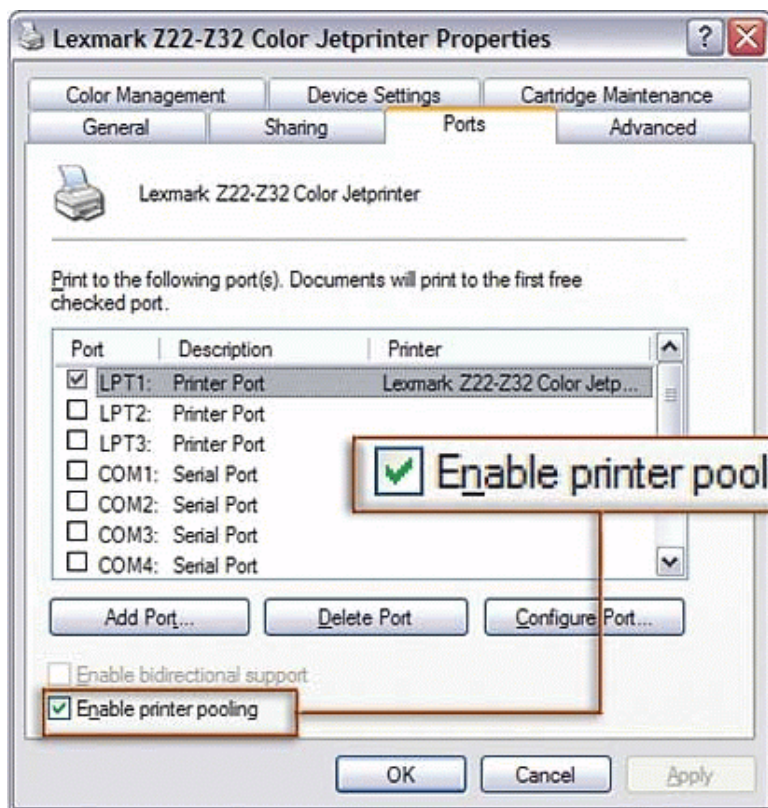 Lexmark Z22-Z32 Color Jetprinter Properties
Color Management Device Settings Cartridge Maintenance
General Sharing Ports Advanced
Lexmark Z22-Z32 Color Jetprinter
Print to the following port(s). Documents will print to the first free
checked port.
Port Description Printer
LPT1: Printer Port Lexmark Z22-Z32 Color Jetp...
LPT2: Printer Port
LPT3: Printer Port
COM1: Serial Port
COM2: Serial Port
COM3: Serial Port
COM4: Serial Port
Enable printer pool
Add Port... Delete Port Configure Port...
Enable bidirectional support
Enable printer pooling
OK Cancel Apply